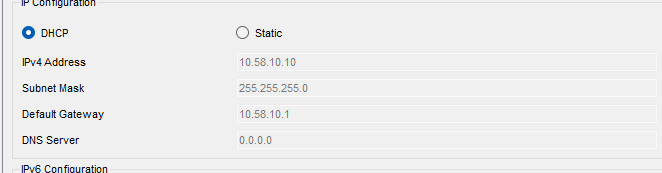 IP Configuration
DHCP Static
IPv4 Address 10.58.10.10
Subnet Mask 255.255.255.0
Default Gateway 10.58.10.1
DNS Server 0.0.0.0
IPv6 Configuration